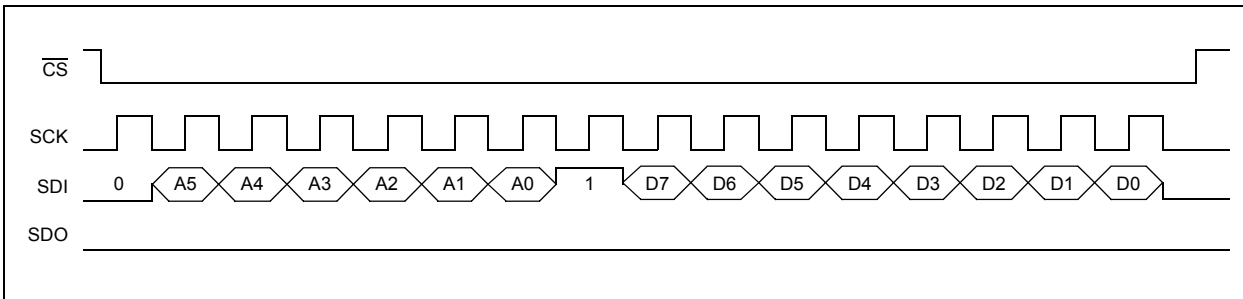 CS
SCK
SDI 0 A5 A4 A3 A2 A1 A0 1 D7 D6 D5 D4 D3 D2 D1 D0
SDO